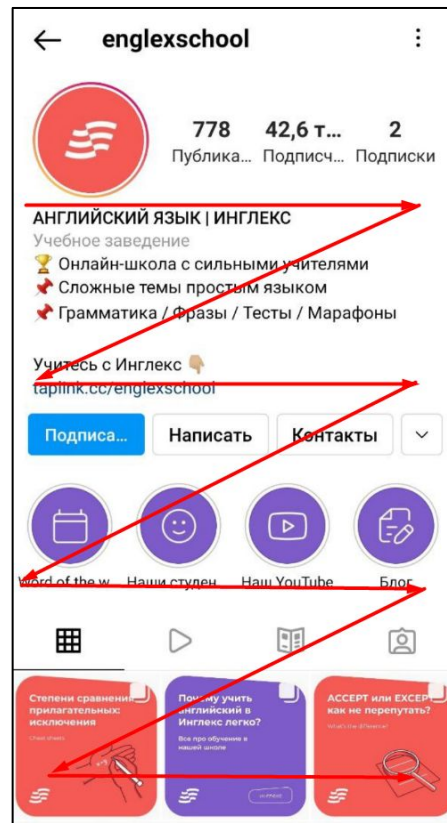 englexschool
778 42,6 т... 2
Публика... Подписч... Подписки
АНГЛИЙСКИЙ ЯЗЫК | ИНГЛЕКС
Учебное заведение
🏆 Онлайн-школа с сильными учителями
📌 Сложные темы простым языком
📌 Грамматика / Фразы / Тесты / Марафоны
Учитесь с Инглекс 👇🏼
taplink.cc/englexschool
Подписа... Написать Контакты
Word of the w... Наши студен... Наш YouTube Блог
Степени сравнения прилагательных: исключения
Cheat sheets
Почему учить английский в Инглекс легко?
Все про обучение в нашей школе
ACCEPT или EXCEPT как не перепутать?
What's the difference?